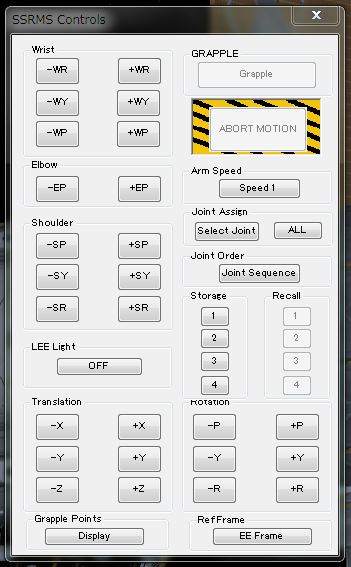 SSRMS Controls X
Wrist
-WR +WR
-WY +WY
-WP +WP
Elbow
-EP +EP
Shoulder
-SP +SP
-SY +SY
-SR +SR
LEE Light
OFF
Translation
-X +X
-Y +Y
-Z +Z
Grapple Points
Display
GRAPPLE
Grapple
ABORT MOTION
Arm Speed
Speed 1
Joint Assign
Select Joint ALL
Joint Order
Joint Sequence
Storage Recall
1 1
2 2
3 3
4 4
Rotation
-P +P
-Y +Y
-R +R
RefFrame
EE Frame